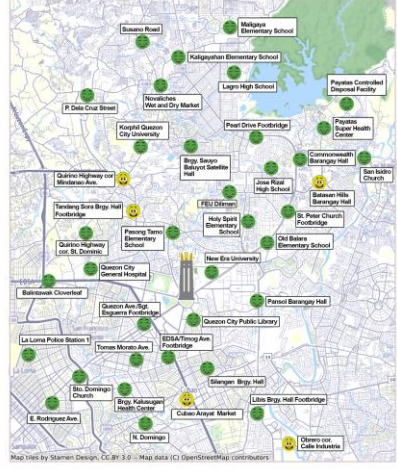 Susano Road
Maligaya
Elementary School
Kaligayahan Elementary School
Lagro High School
Payatas Controlled
Disposal Facility
P. Dela Cruz Street
Novaliches
Wet and Dry Market
Korphil Quezon
City University
Pearl Drive Footbridge
Payatas
Super Health
Center
Brgy. Sauyo
Baluyot Satellite
Hall
Commonwealth
Barangay Hall
San Isidro
Church
Quirino Highway cor
Mindanao Ave.
Jose Rizal
High School
Batasan Hills
Barangay Hall
FEU Diliman
Tandang Sora Brgy. Hall
Footbridge
Holy Spirit
Elementary
School
St. Peter Church
Footbridge
Quirino Highway
cor. St. Dominic
Pasong Tamo
Elementary
School
Old Balara
Elementary School
Quezon City
General Hospital
New Era University
Balintawak Cloverleaf
Pansol Barangay Hall
Quezon Ave./Sgt.
Esguerra Footbridge
Quezon City Public Library
La Loma Police Station 1
Tomas Morato Ave.
EDSA/Timog Ave.
Footbridge
Silangan Brgy. Hall
Sto. Domingo
Church
Brgy. Kalusugan
Health Center
Cubao Arayat Market
Libis Brgy. Hall Footbridge
E. Rodriguez Ave.
N. Domingo
Obrero cor.
Calle Industria
La Loma
Cubao
Map tiles by Stamen Design, CC BY 3.0 -- Map data (C) OpenStreetMap contributors